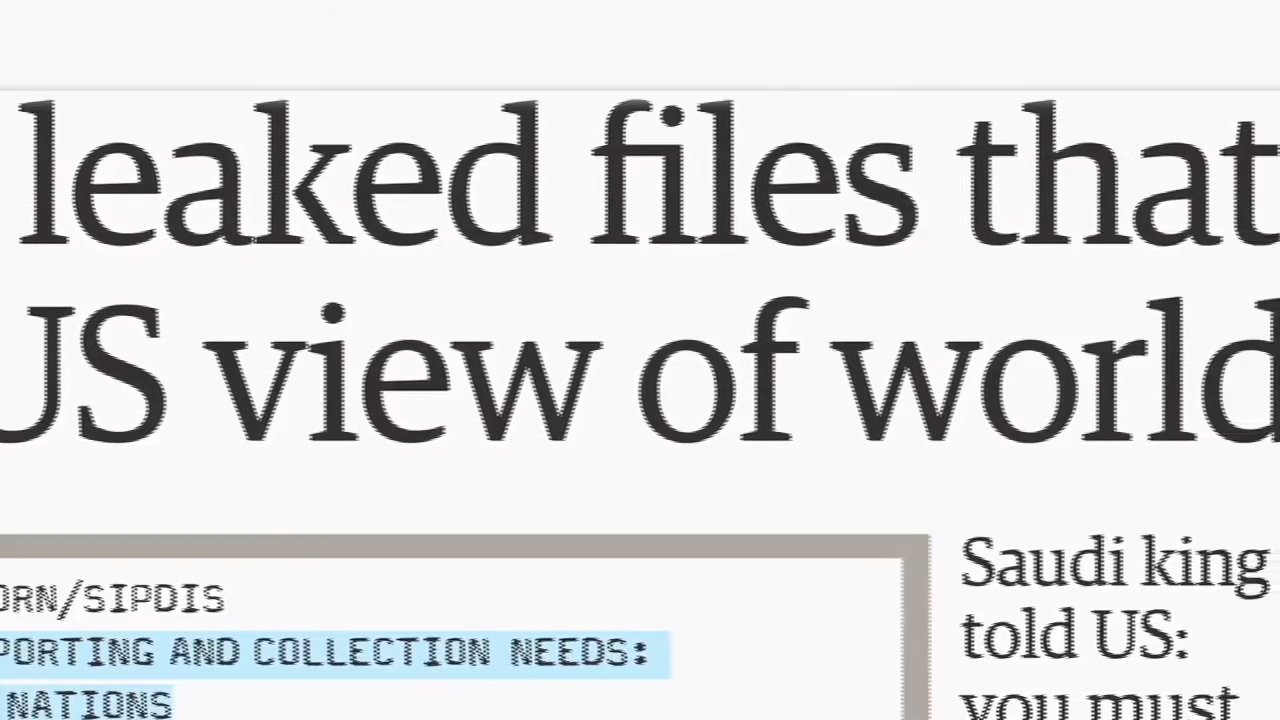 leaked files that
US view of world
ORN/SIPDIS
PORTING AND COLLECTION NEEDS:
NATIONS
Saudi king
told US:
you must